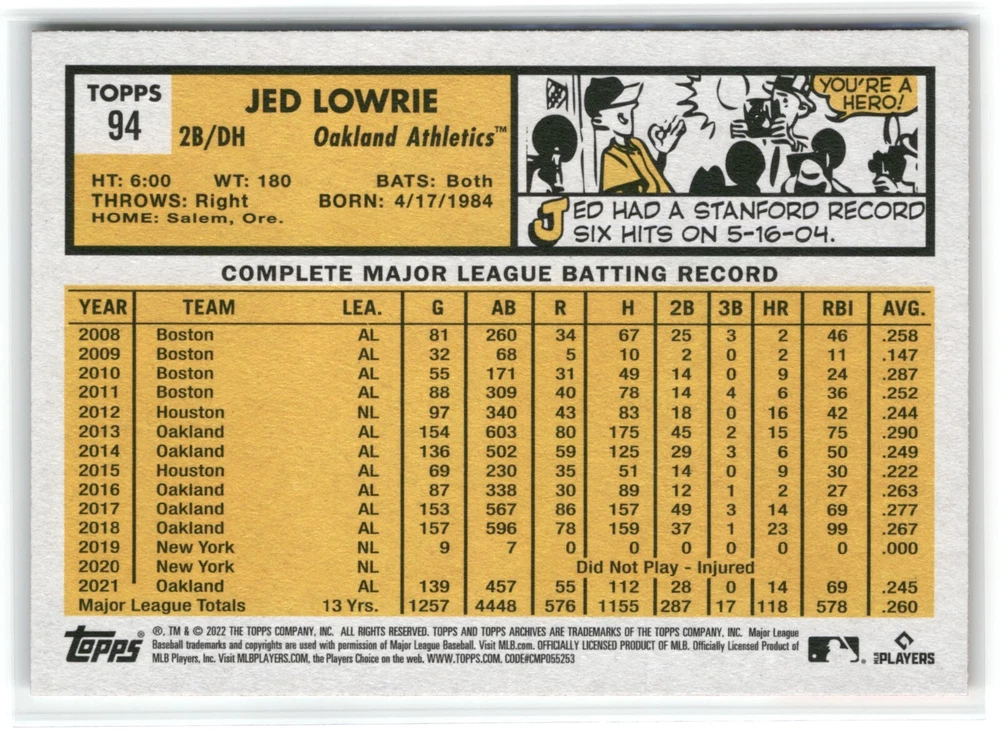 TOPPS
94
JED LOWRIE
2B/DH Oakland Athletics™
HT: 6:00 WT: 180 BATS: Both
THROWS: Right BORN: 4/17/1984
HOME: Salem, Ore.
YOU'RE A
HERO!
JED HAD A STANFORD RECORD
SIX HITS ON 5-16-04.
COMPLETE MAJOR LEAGUE BATTING RECORD
YEAR TEAM LEA. G AB R H 2B 3B HR RBI AVG.
2008 Boston AL 81 260 34 67 25 3 2 46 .258
2009 Boston AL 32 68 5 10 2 0 2 11 .147
2010 Boston AL 55 171 31 49 14 0 9 24 .287
2011 Boston AL 88 309 40 78 14 4 6 36 .252
2012 Houston NL 97 340 43 83 18 0 16 42 .244
2013 Oakland AL 154 603 80 175 45 2 15 75 .290
2014 Oakland AL 136 502 59 125 29 3 6 50 .249
2015 Houston AL 69 230 35 51 14 0 9 30 .222
2016 Oakland AL 87 338 30 89 12 1 2 27 .263
2017 Oakland AL 153 567 86 157 49 3 14 69 .277
2018 Oakland AL 157 596 78 159 37 1 23 99 .267
2019 New York NL 9 7 0 0 0 0 0 0 .000
2020 New York NL Did Not Play - Injured
2021 Oakland AL 139 457 55 112 28 0 14 69 .245
Major League Totals 13 Yrs. 1257 4448 576 1155 287 17 118 578 .260
Topps® ®, TM & © 2022 THE TOPPS COMPANY, INC. ALL RIGHTS RESERVED. TOPPS AND TOPPS ARCHIVES ARE TRADEMARKS OF THE TOPPS COMPANY, INC. Major League
Baseball trademarks and copyrights are used with permission of Major League Baseball. Visit MLB.com. OFFICIALLY LICENSED PRODUCT OF MLB. Officially Licensed Product of
MLB Players, Inc. Visit MLBPLAYERS.COM, the Players Choice on the web. WWW.TOPPS.COM. CODE#CMP055253
MLB PLAYERS